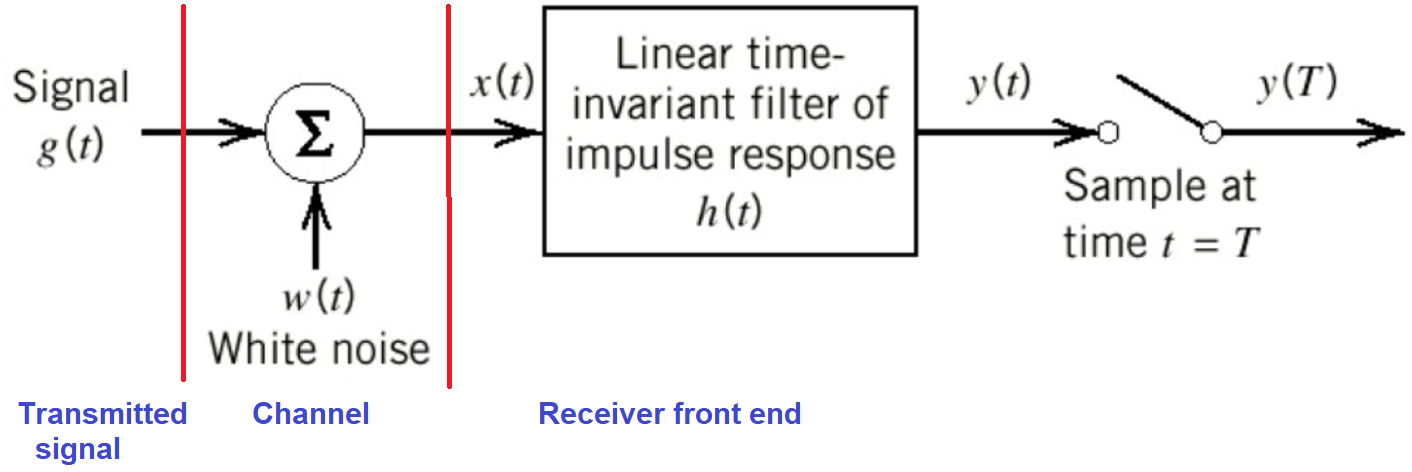 Signal
g(t)
Σ
w(t)
White noise
x(t)
Linear time-
invariant filter of
impulse response
h(t)
y(t)
y(T)
Sample at
time t = T
Transmitted
signal
Channel
Receiver front end